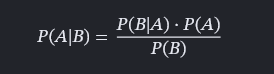 P(A|B) = P(B|A) · P(A) / P(B)